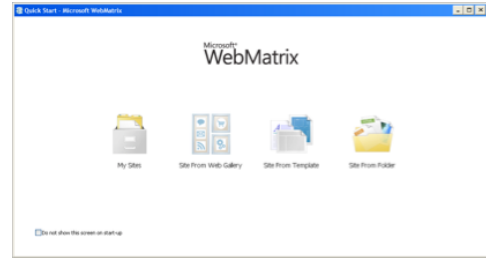 Quick Start - Microsoft WebMatrix
Microsoft®
WebMatrix
My Sites
Site From Web Gallery
Site From Template
Site From Folder
Do not show this screen on start-up